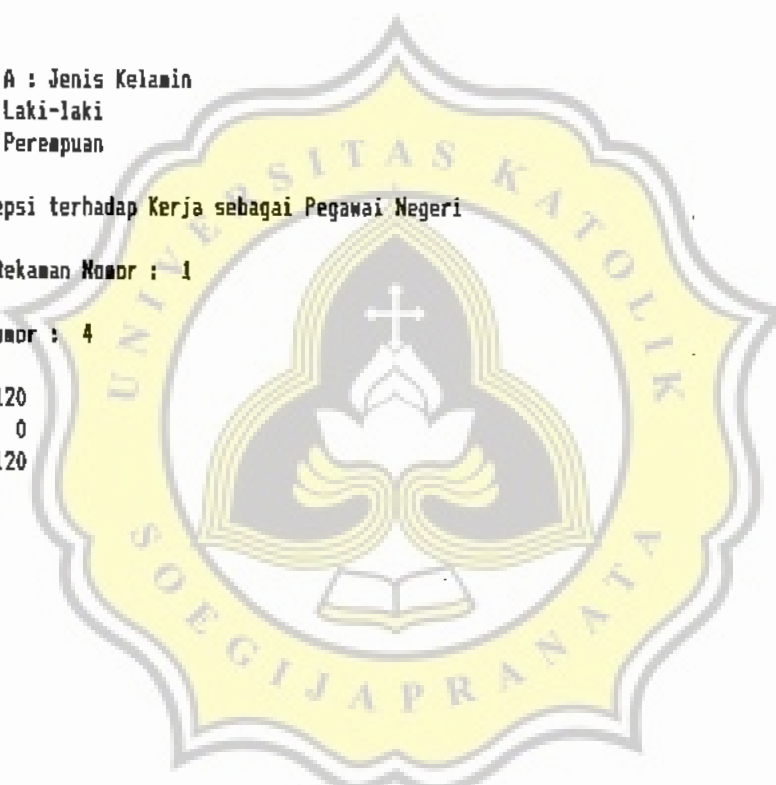 A : Jenis Kelamin
Laki-laki
Perempuan
epsi terhadap Kerja sebagai Pegawai Negeri
Rekaman Nomor : 1
omor : 4
120
0
120
UNIVERSITAS KATOLIK
SOEGIJAPRANATA